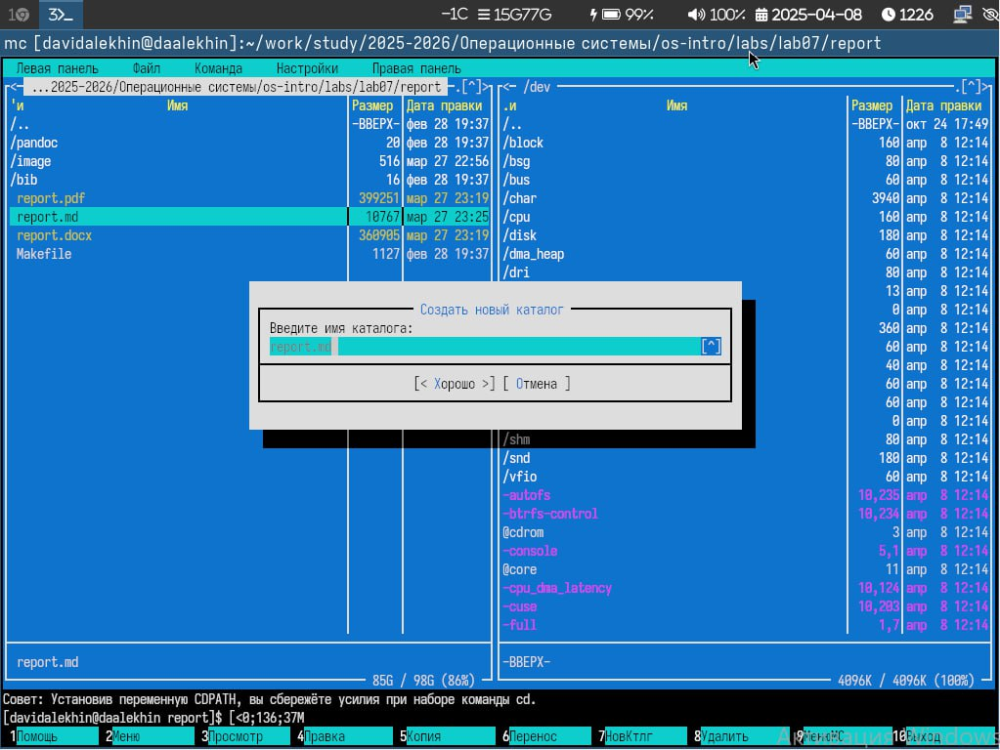 1 3 −1C 15G77G 99% 100% 2025-04-08 1226
mc [davidalekhin@daalekhin]:~/work/study/2025-2026/Операционные системы/os-intro/labs/lab07/report
Левая панель Файл Команда Настройки Правая панель
<─ ...2025-2026/Операционные системы/os-intro/labs/lab07/report ─.[^]>
'и Имя Размер Дата правки
/.. -ВВЕРХ- фев 28 19:37
/pandoc 20 фев 28 19:37
/image 516 мар 27 22:56
/bib 16 фев 28 19:37
report.pdf 399251 мар 27 23:19
report.md 10767 мар 27 23:25
report.docx 360905 мар 27 23:19
Makefile 1127 фев 28 19:37
report.md
85G / 98G (86%)
<─ /dev ─.[^]>
.и Имя Размер Дата правки
/.. -ВВЕРХ- окт 24 17:49
/block 160 апр 8 12:14
/bsg 80 апр 8 12:14
/bus 60 апр 8 12:14
/char 3940 апр 8 12:14
/cpu 160 апр 8 12:14
/disk 180 апр 8 12:14
/dma_heap 60 апр 8 12:14
/dri 80 апр 8 12:14
13 апр 8 12:14
0 апр 8 12:14
360 апр 8 12:14
60 апр 8 12:14
40 апр 8 12:14
60 апр 8 12:14
60 апр 8 12:14
0 апр 8 12:14
/shm 80 апр 8 12:14
/snd 180 апр 8 12:14
/vfio 60 апр 8 12:14
-autofs 10,235 апр 8 12:14
-btrfs-control 10,234 апр 8 12:14
@cdrom 3 апр 8 12:14
-console 5,1 апр 8 12:14
@core 11 апр 8 12:14
-cpu_dma_latency 10,124 апр 8 12:14
-cuse 10,203 апр 8 12:14
-full 1,7 апр 8 12:14
-ВВЕРХ-
4096K / 4096K (100%)
Создать новый каталог
Введите имя каталога:
report.md [^]
[< Хорошо >] [ Отмена ]
Совет: Установив переменную CDPATH, вы сбережёте усилия при наборе команды cd.
[davidalekhin@daalekhin report]$ [<0;136;37M
1Помощь 2Меню 3Просмотр 4Правка 5Копия 6Перенос 7НовКтлг 8Удалить 9МенюМС 10Выход
Активация Windows